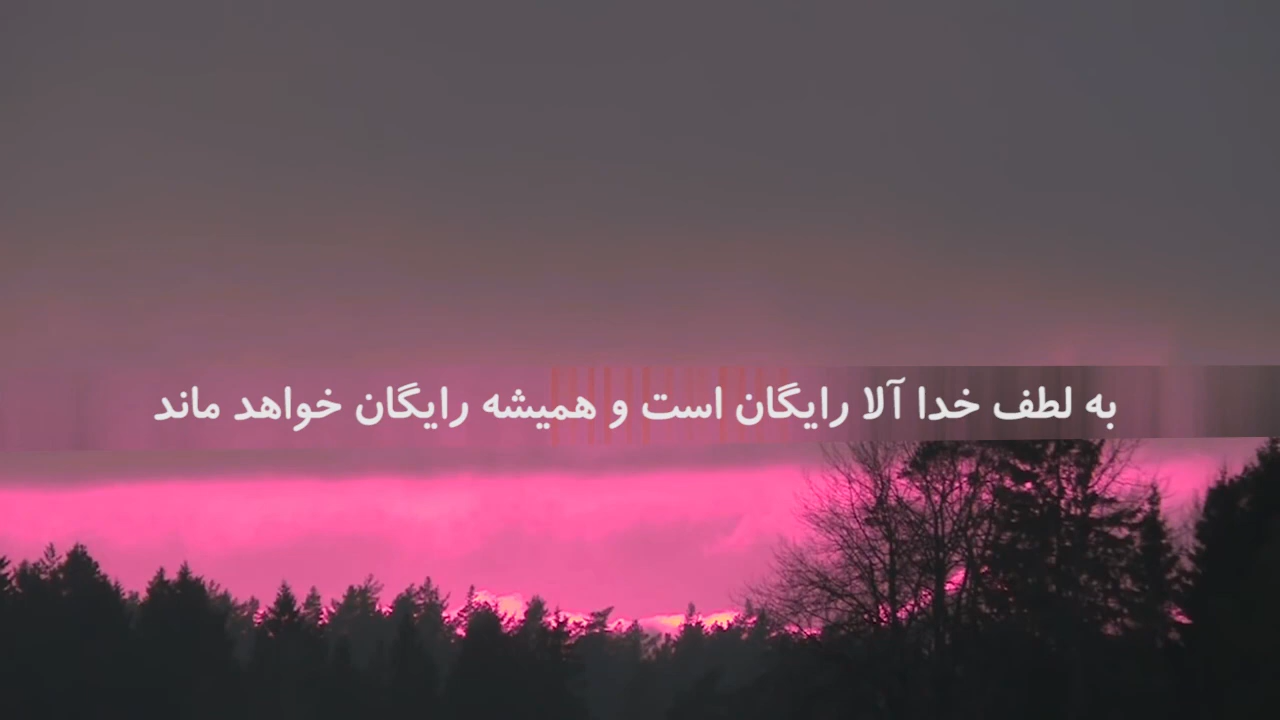 به لطف خدا آلا رایگان است و همیشه رایگان خواهد ماند